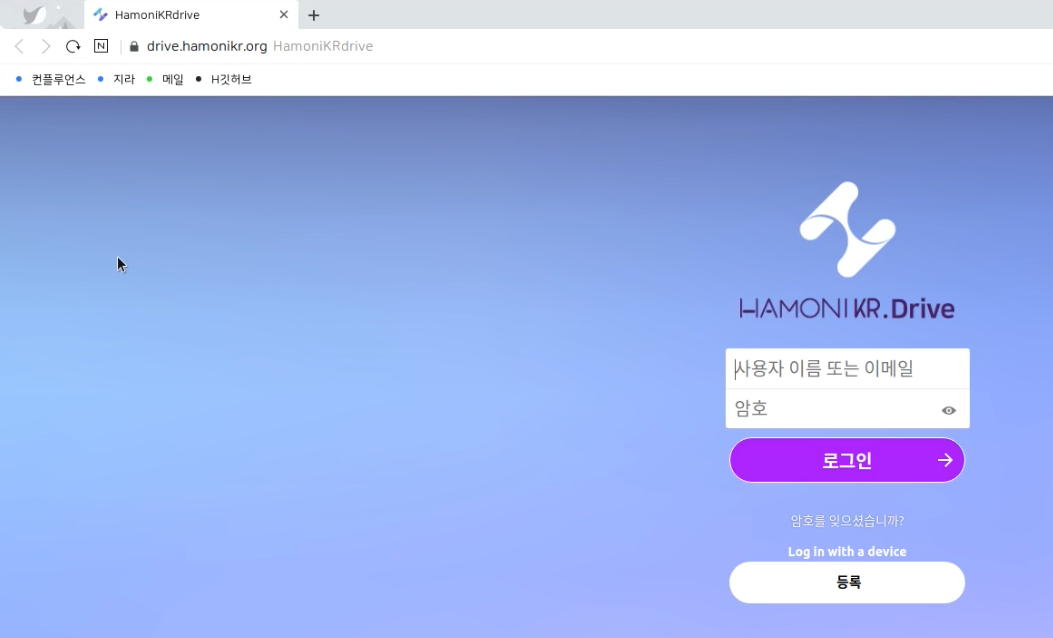 HamoniKRdrive
drive.hamonikr.org HamoniKRdrive
컨플루언스 지라 메일 H깃허브
HAMONIKR.Drive
사용자 이름 또는 이메일
암호
로그인
암호를 잊으셨습니까?
Log in with a device
등록